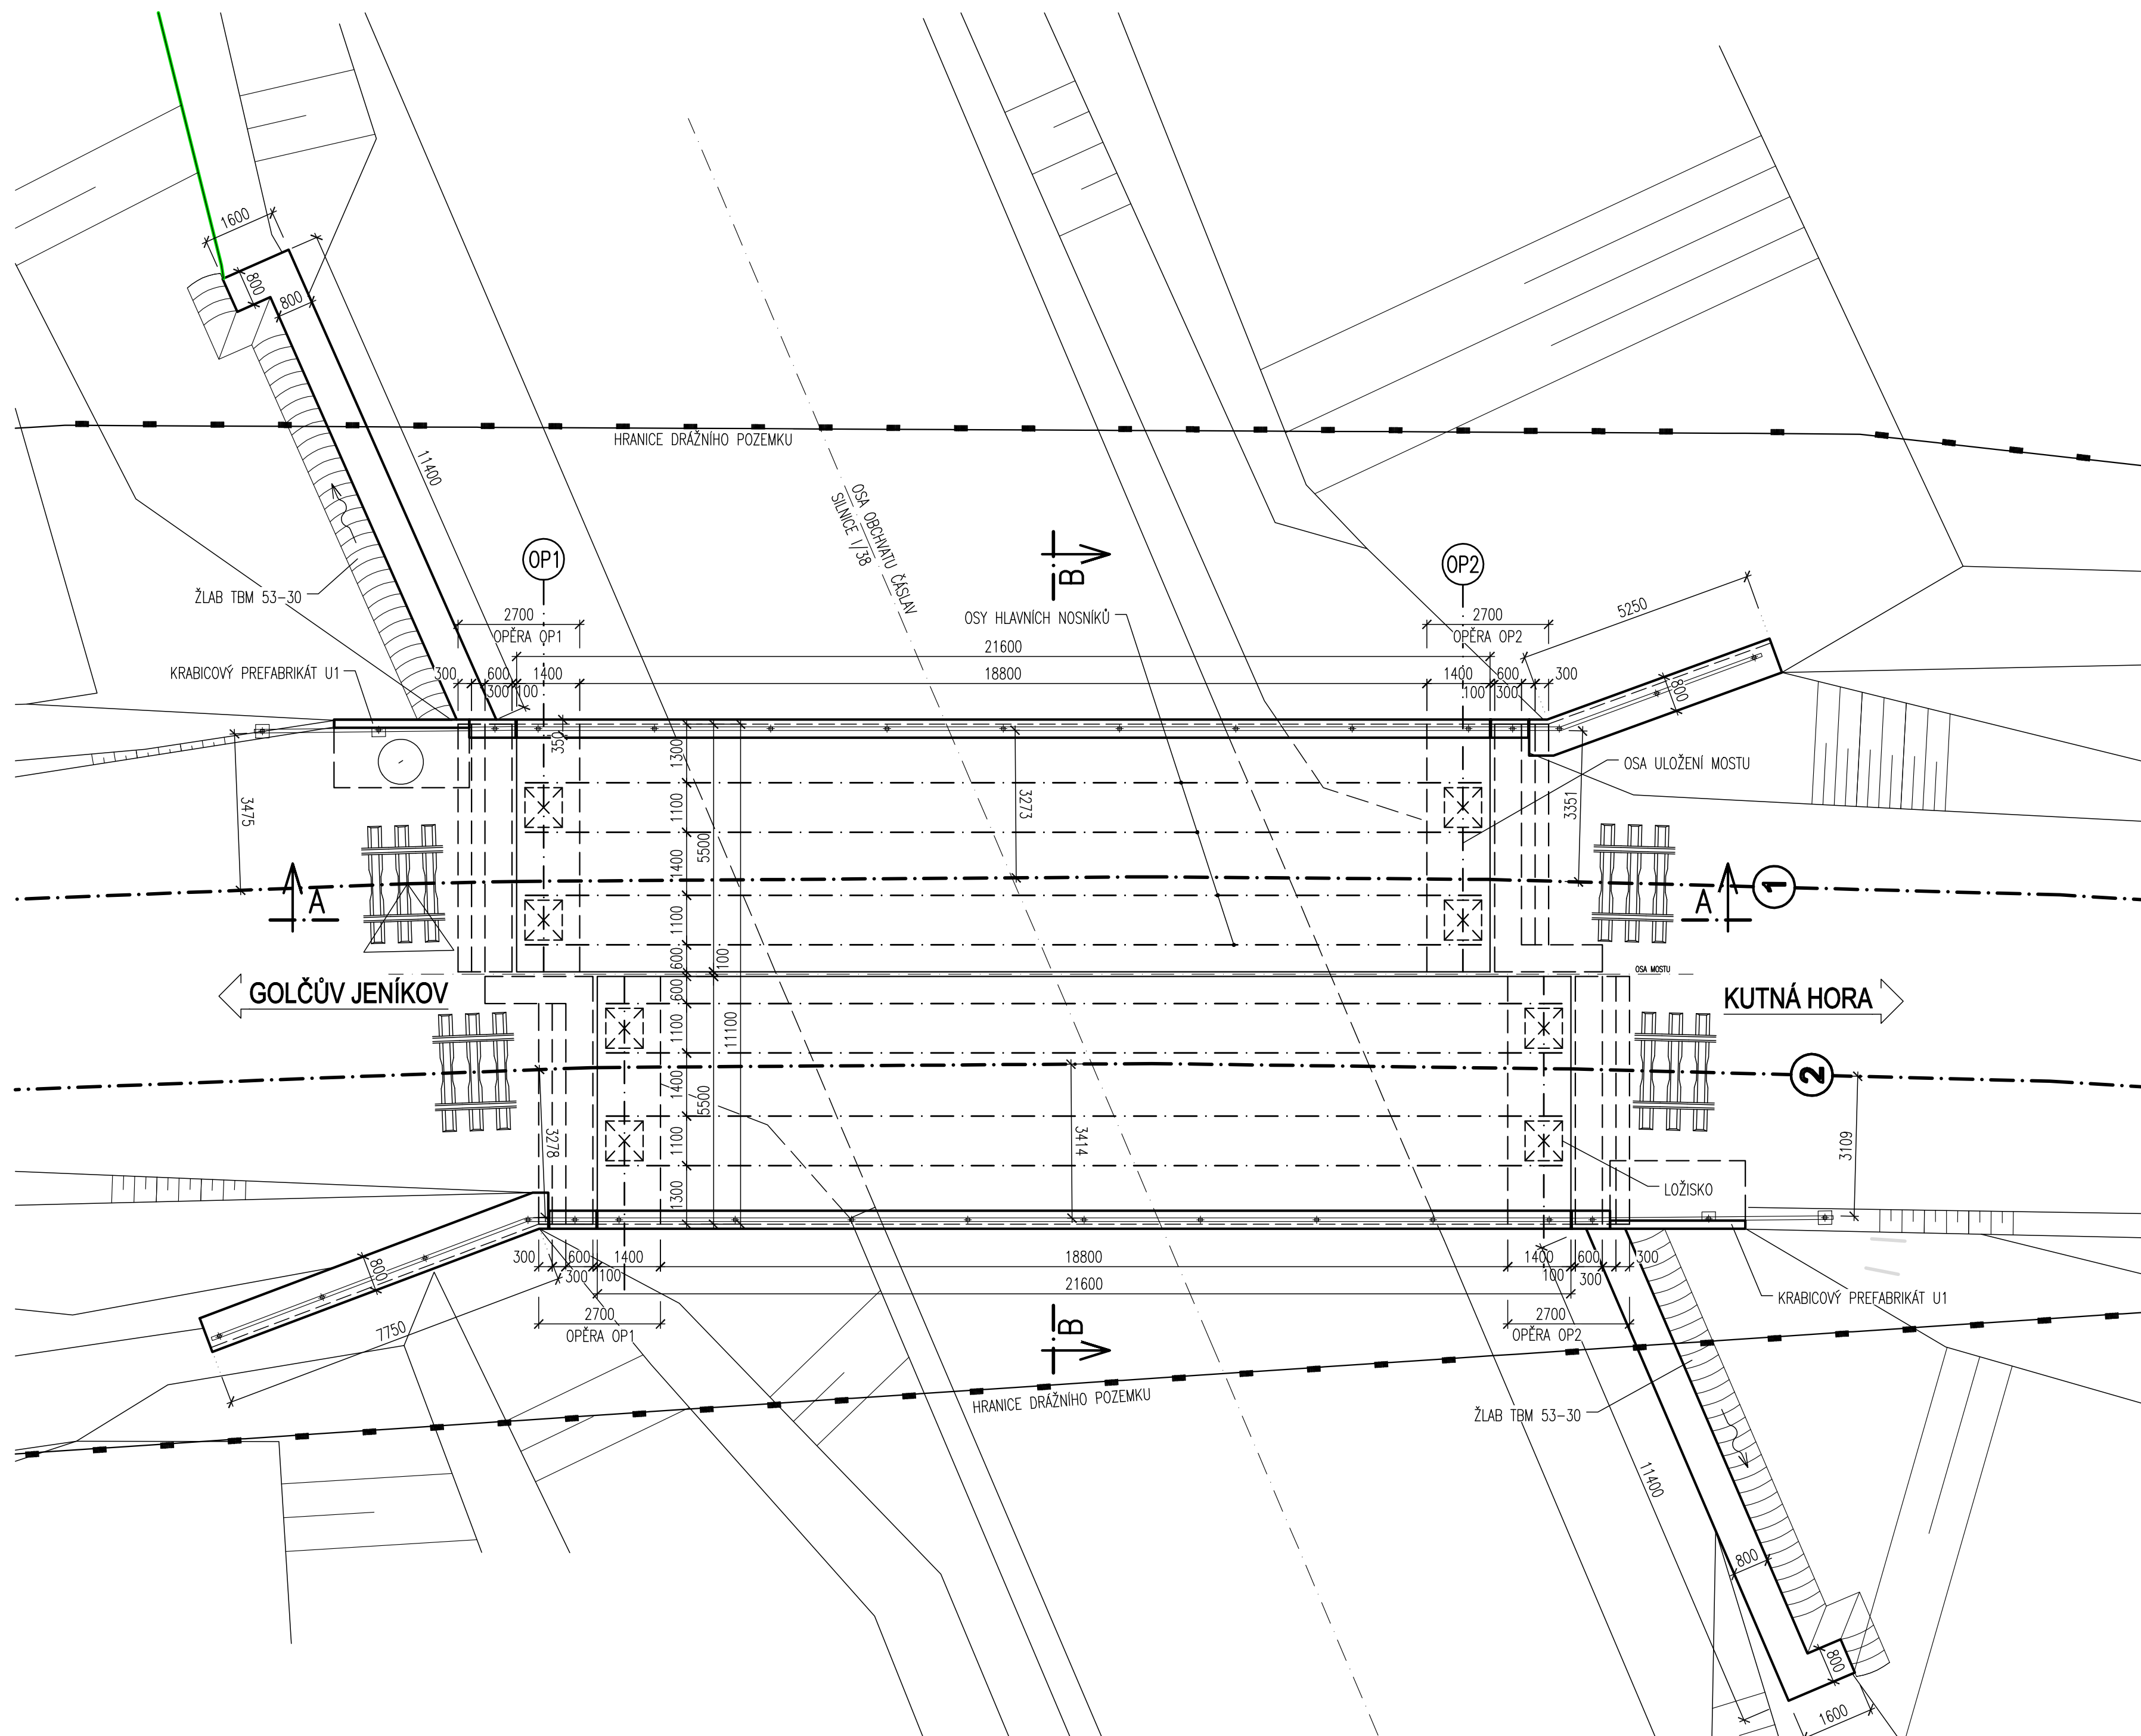 1600
800
800
11400
HRANICE DRÁŽNÍHO POZEMKU
OSA OBCHVATU ČÁSLAV
SILNICE I/38
ŽLAB TBM 53-30
OP1
B
OP2
OSY HLAVNÍCH NOSNÍKŮ
5250
2700
OPĚRA OP1
2700
OPĚRA OP2
21600
KRABICOVÝ PREFABRIKÁT U1
300
600
1400
18800
1400
600
300
300
100
100
300
800
350
1300
OSA ULOŽENÍ MOSTU
3475
1100
3273
3351
5500
1400
A
A
1
1100
600
100
OSA MOSTU
GOLČŮV JENÍKOV
KUTNÁ HORA
600
1100
11100
2
1400
5500
3278
1100
3414
3109
LOŽISKO
1300
300
600
1400
18800
1400
600
300
300
100
100
300
800
21600
KRABICOVÝ PREFABRIKÁT U1
2700
OPĚRA OP1
B
2700
OPĚRA OP2
7750
HRANICE DRÁŽNÍHO POZEMKU
ŽLAB TBM 53-30
11400
800
800
1600